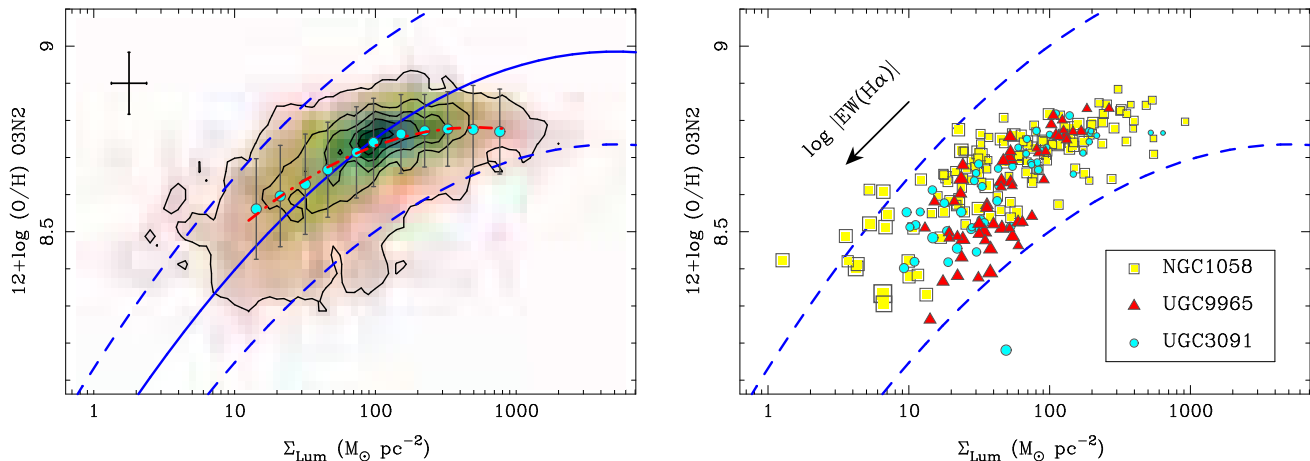 12+log (O/H) O3N2
9
8.5
1
10
100
1000
Σ_Lum (M_⊙ pc⁻²)
12+log (O/H) O3N2
9
8.5
log |EW(Hα)|
NGC1058
UGC9965
UGC3091
1
10
100
1000
Σ_Lum (M_⊙ pc⁻²)